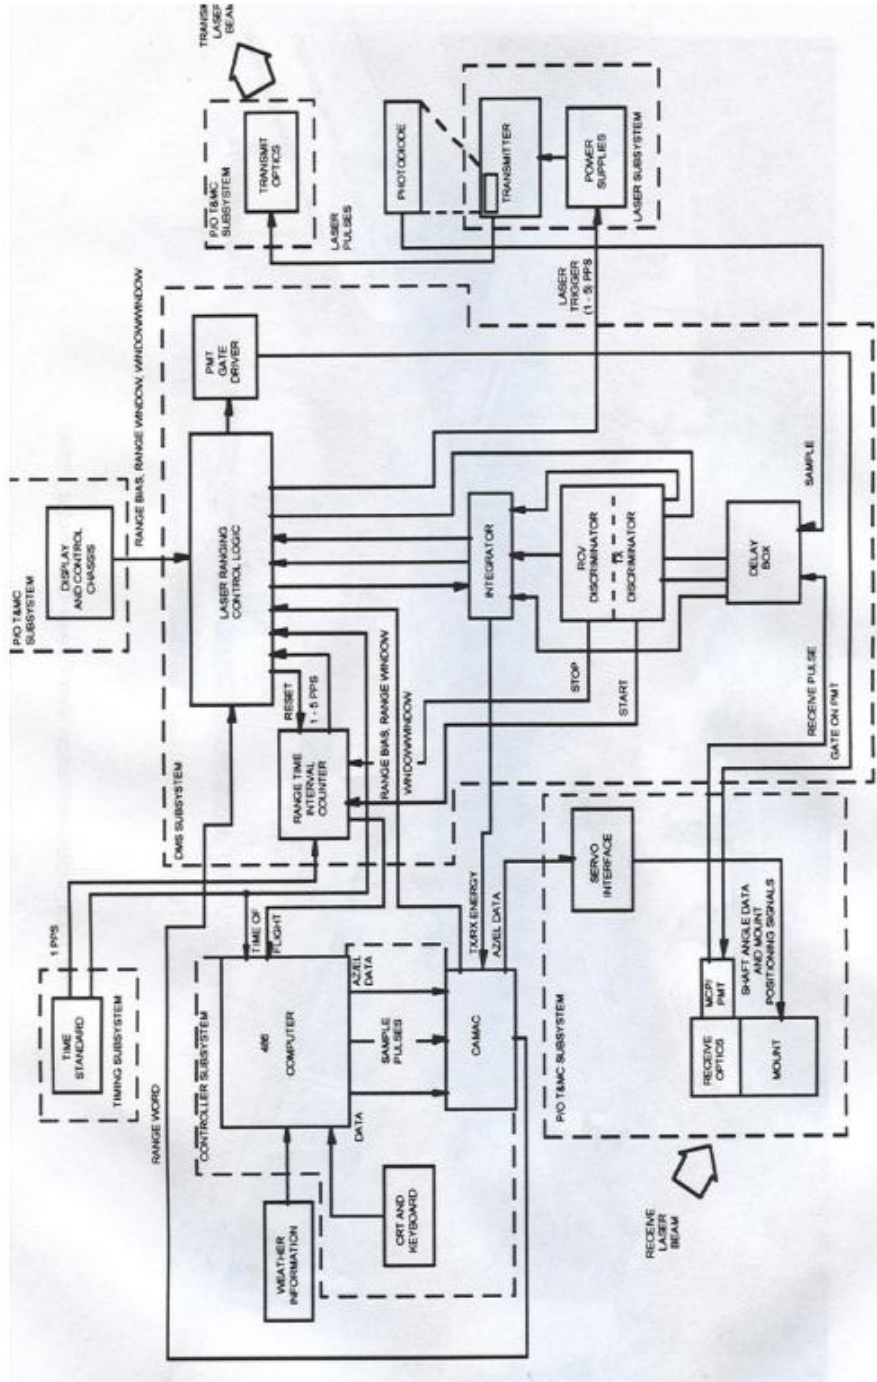 TRANSMIT
LASER
BEAM
P/O T&MC
SUBSYSTEM
TRANSMIT
OPTICS
LASER
PULSES
PHOTODIODE
TRANSMITTER
POWER
SUPPLIES
LASER SUBSYSTEM
LASER
TRIGGER
(1 - 5) PPS
P/O T&MC
SUBSYSTEM
DISPLAY
AND CONTROL
CHASSIS
RANGE BIAS, RANGE WINDOW, WINDOW/WINDOW
PMT
GATE
DRIVER
LASER RANGING
CONTROL LOGIC
INTEGRATOR
RCV
DISCRIMINATOR
TX
DISCRIMINATOR
DELAY
BOX
SAMPLE
DMS SUBSYSTEM
RESET
1 - 5 PPS
RANGE TIME
INTERVAL
COUNTER
RANGE BIAS, RANGE WINDOW
WINDOW/WINDOW
STOP
START
RECEIVE PULSE
GATE ON PMT
1 PPS
TIME
STANDARD
TIMING SUBSYSTEM
RANGE WORD
TIME OF
FLIGHT
CONTROLLER SUBSYSTEM
486
COMPUTER
AZ/EL
DATA
SAMPLE
PULSES
DATA
CAMAC
TX/RX ENERGY
AZ/EL DATA
WEATHER
INFORMATION
CRT AND
KEYBOARD
SERVO
INTERFACE
P/O T&MC SUBSYSTEM
SHAFT ANGLE DATA
AND MOUNT
POSITIONING SIGNALS
MCP/
PMT
RECEIVE
OPTICS
MOUNT
RECEIVE
LASER
BEAM